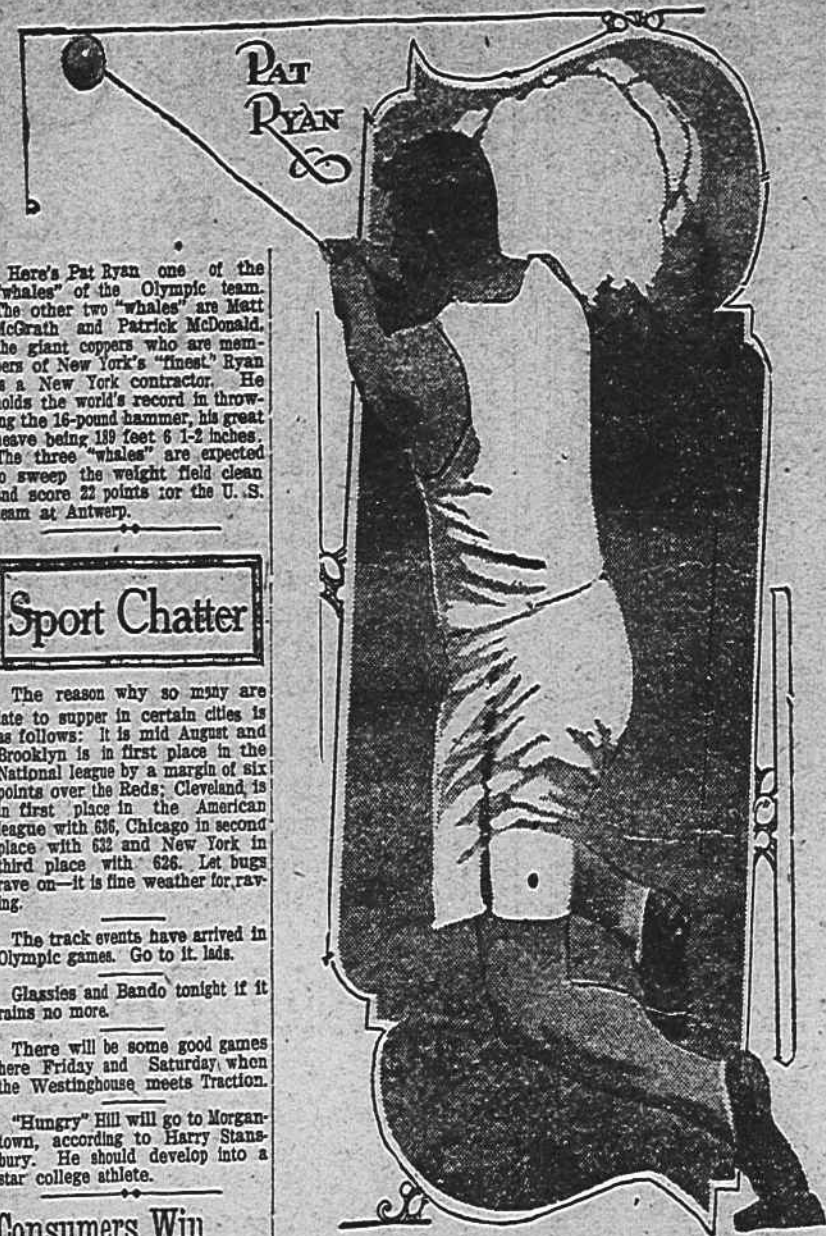 PAT
RYAN
Here's Pat Ryan one of the
"whales" of the Olympic team.
The other two "whales" are Matt
McGrath and Patrick McDonald,
the giant coppers who are mem-
bers of New York's "finest." Ryan
is a New York contractor. He
holds the world's record in throw-
ing the 16-pound hammer, his great
heave being 189 feet 6 1-2 inches.
The three "whales" are expected
to sweep the weight field clean
and score 22 points for the U. S.
team at Antwerp.
Sport Chatter
The reason why so many are
late to supper in certain cities is
as follows: It is mid August and
Brooklyn is in first place in the
National league by a margin of six
points over the Reds; Cleveland is
in first place in the American
league with 636, Chicago in second
place with 632 and New York in
third place with 626. Let bugs
rave on—it is fine weather for rav-
ing.
The track events have arrived in
Olympic games. Go to it. lads.
Glassies and Bando tonight if it
rains no more.
There will be some good games
here Friday and Saturday when
the Westinghouse meets Traction.
"Hungry" Hill will go to Morgan-
town, according to Harry Stans-
bury. He should develop into a
star college athlete.
Consumers Win